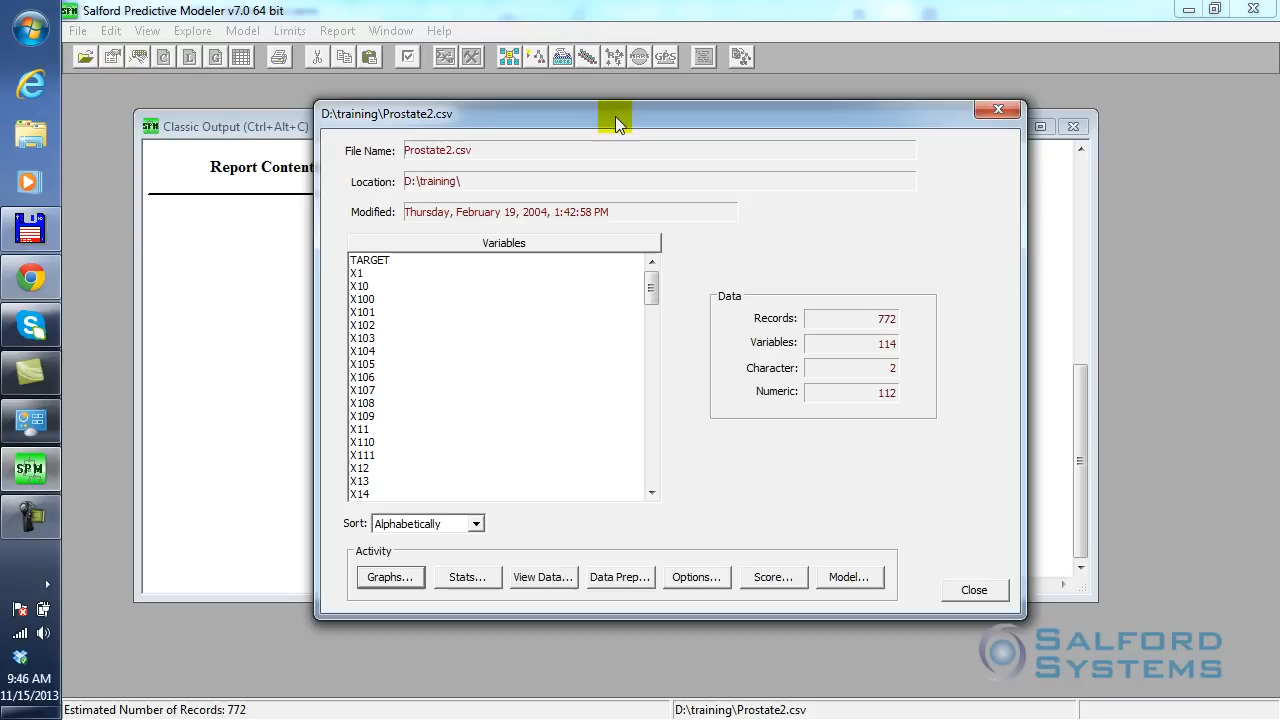 Salford Predictive Modeler v7.0 64 bit
File Edit View Explore Model Limits Report Window Help
GPS
D:\training\Prostate2.csv
Classic Output (Ctrl+Alt+C)
Report Content
File Name: Prostate2.csv
Location: D:\training\
Modified: Thursday, February 19, 2004, 1:42:58 PM
Variables
TARGET
X1
X10
X100
X101
X102
X103
X104
X105
X106
X107
X108
X109
X11
X110
X111
X12
X13
X14
Data
Records: 772
Variables: 114
Character: 2
Numeric: 112
Sort: Alphabetically
Activity
Graphs... Stats... View Data... Data Prep... Options... Score... Model...
Close
SALFORD
SYSTEMS
SPM
9:46 AM
11/15/2013
Estimated Number of Records: 772
D:\training\Prostate2.csv